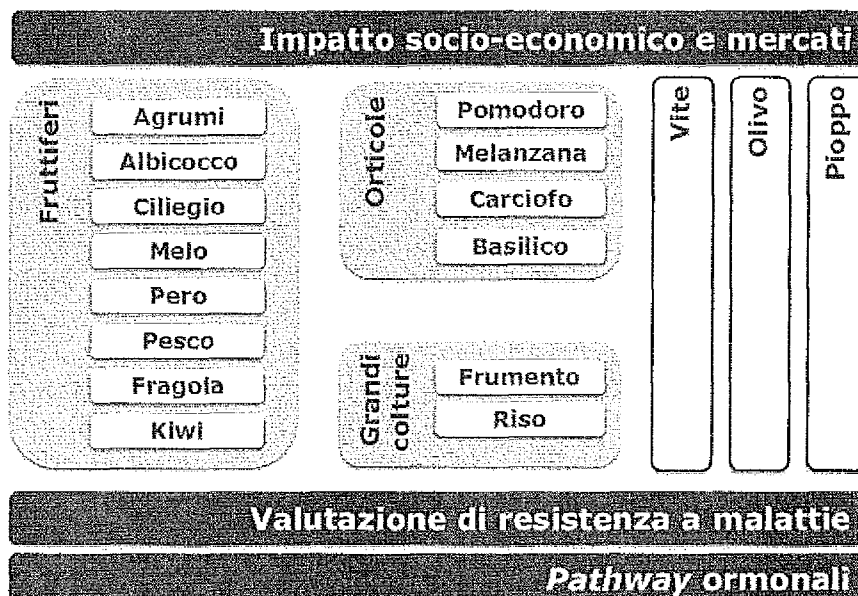 Impatto socio-economico e mercati
Fruttiferi
Agrumi
Albicocco
Ciliegio
Melo
Pero
Pesco
Fragola
Kiwi
Orticole
Pomodoro
Melanzana
Carciofo
Basilico
Grandi
colture
Frumento
Riso
Vite
Olivo
Pioppo
Valutazione di resistenza a malattie
Pathway ormonali